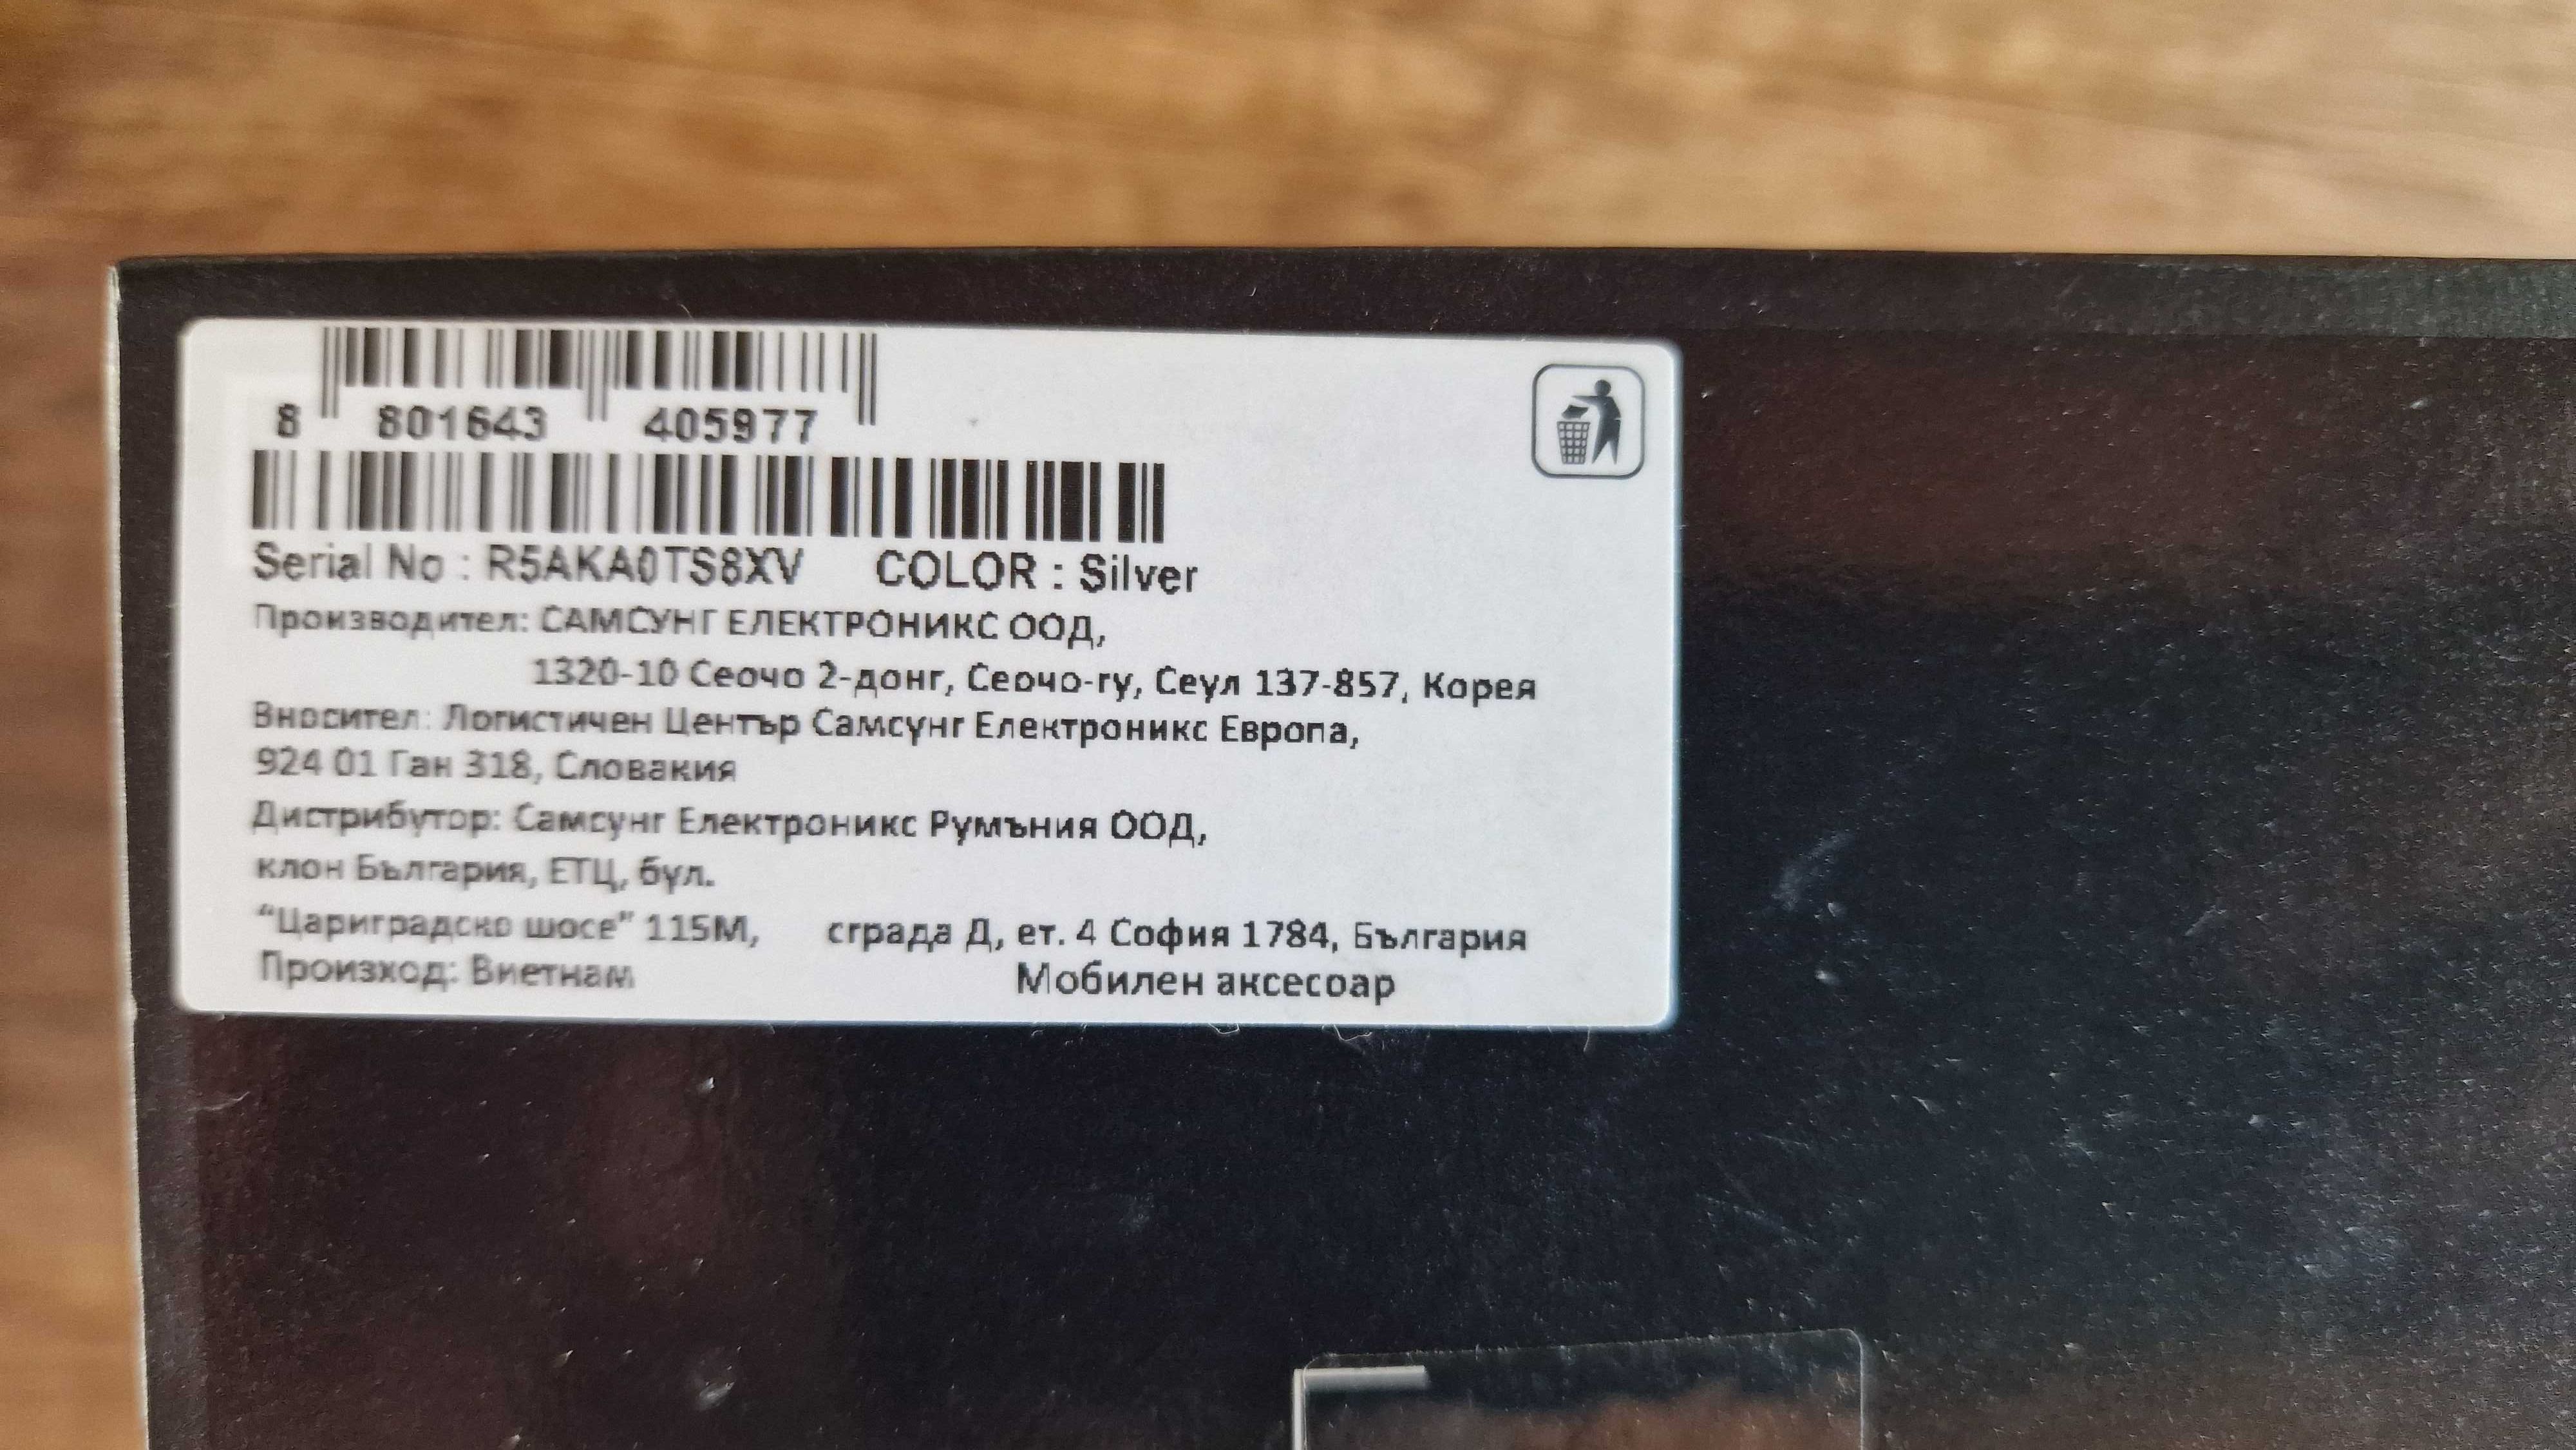 8 801643 405977
Serial No : R5AKA0TS8XV COLOR : Silver
Производител: САМСУНГ ЕЛЕКТРОНИКС ООД,
1320-10 Сеочо 2-донг, Сеочо-гу, Сеул 137-857, Корея
Вносител: Логистичен Център Самсунг Електроникс Европа,
924 01 Ган 318, Словакия
Дистрибутор: Самсунг Електроникс Румъния ООД,
клон България, ЕТЦ, бул.
“Цариградско шосе” 115М, сграда Д, ет. 4 София 1784, България
Произход: Виетнам Мобилен аксесоар